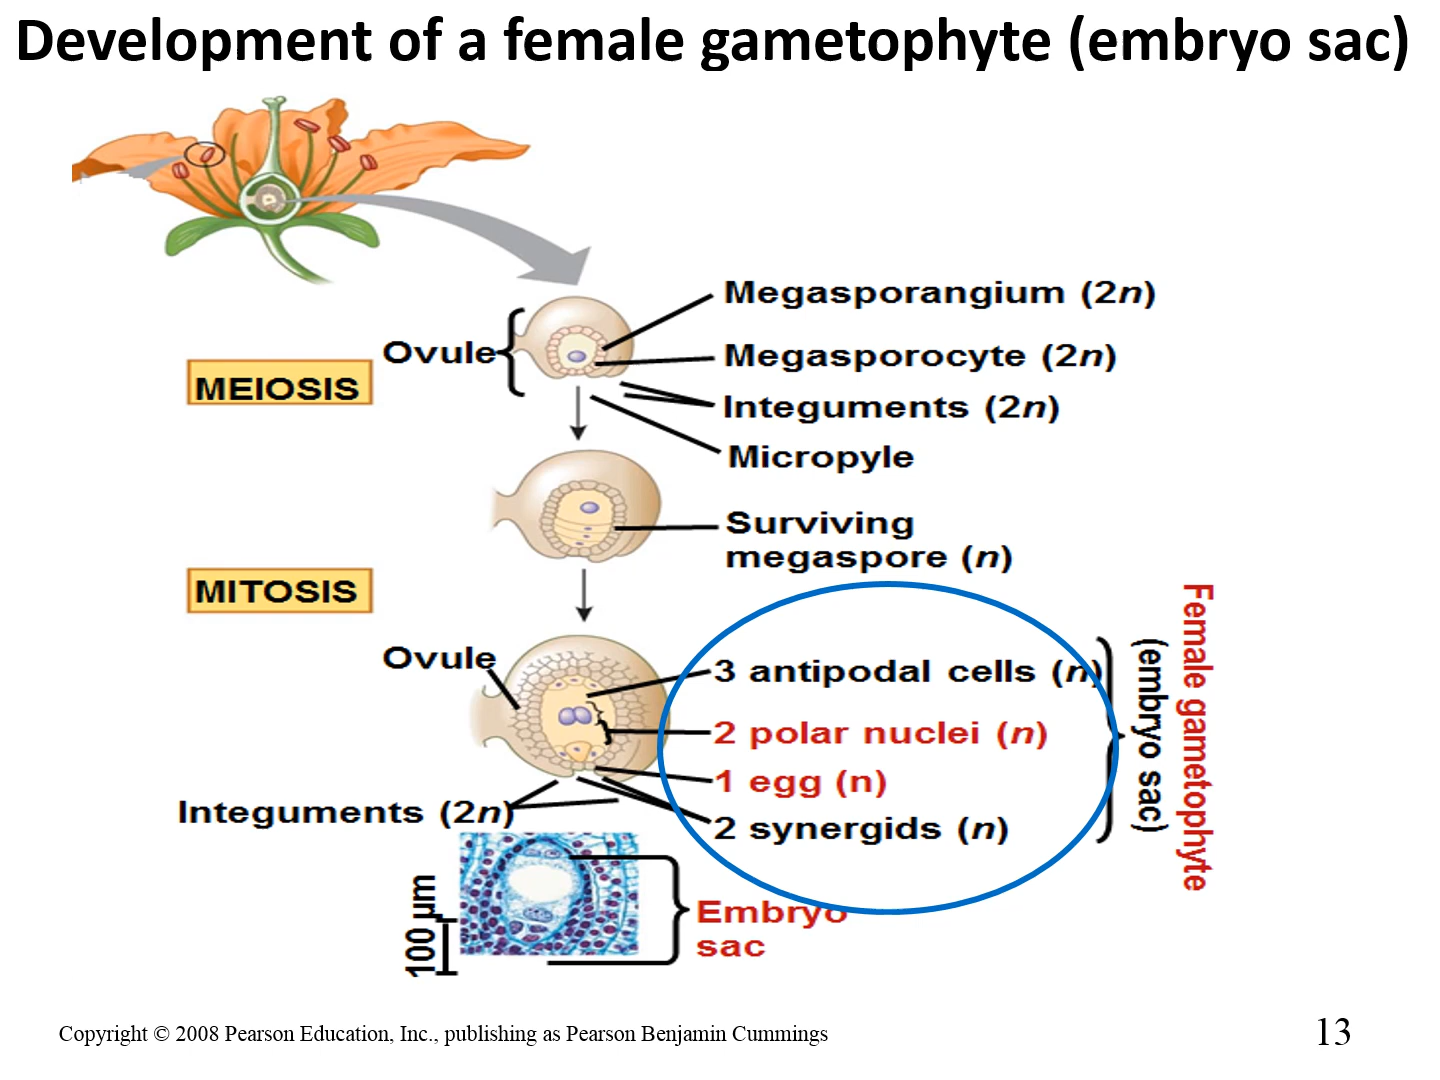 Development of a female gametophyte (embryo sac)
Megasporangium (2n)
Ovule
Megasporocyte (2n)
MEIOSIS
Integuments (2n)
Micropyle
Surviving
megaspore (n)
MITOSIS
Ovule
3 antipodal cells (n)
2 polar nuclei (n)
1 egg (n)
Integuments (2n)
2 synergids (n)
Female gametophyte
(embryo sac)
100 µm
Embryo
sac
Copyright © 2008 Pearson Education, Inc., publishing as Pearson Benjamin Cummings
13